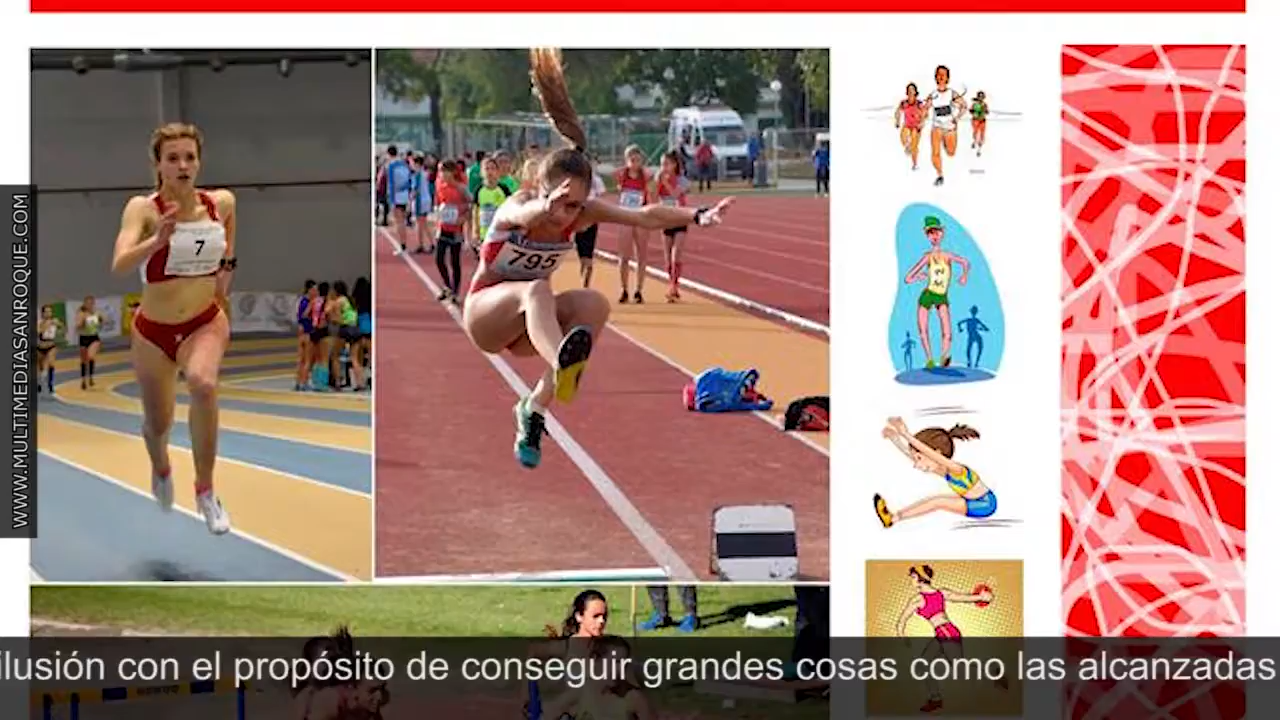 WWW.MULTIMEDIASANROQUE.COM
7
795
ilusión con el propósito de conseguir grandes cosas como las alcanzadas